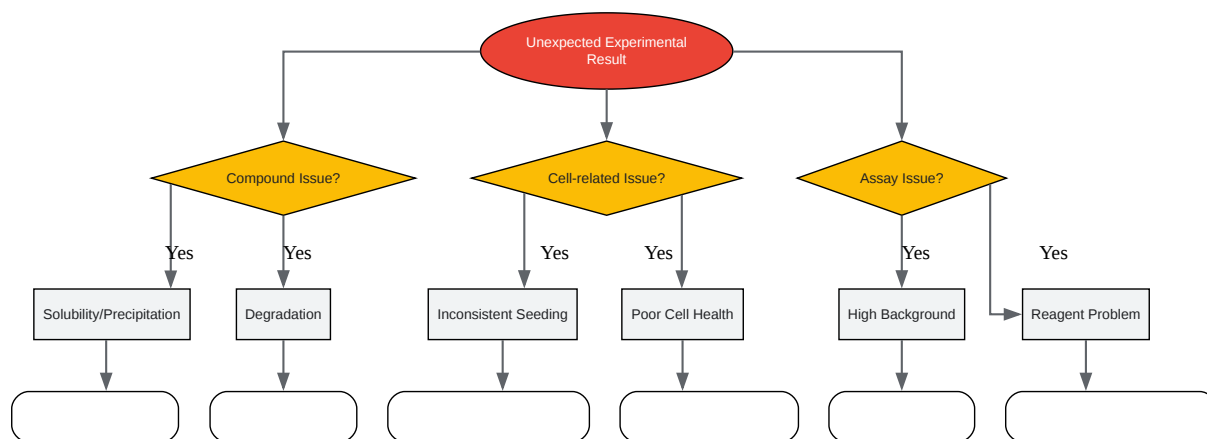 Unexpected Experimental
Result
Compound Issue?
Cell-related Issue?
Assay Issue?
Yes
Yes
Yes
Yes
Yes
Yes
Solubility/Precipitation
Degradation
Inconsistent Seeding
Poor Cell Health
High Background
Reagent Problem